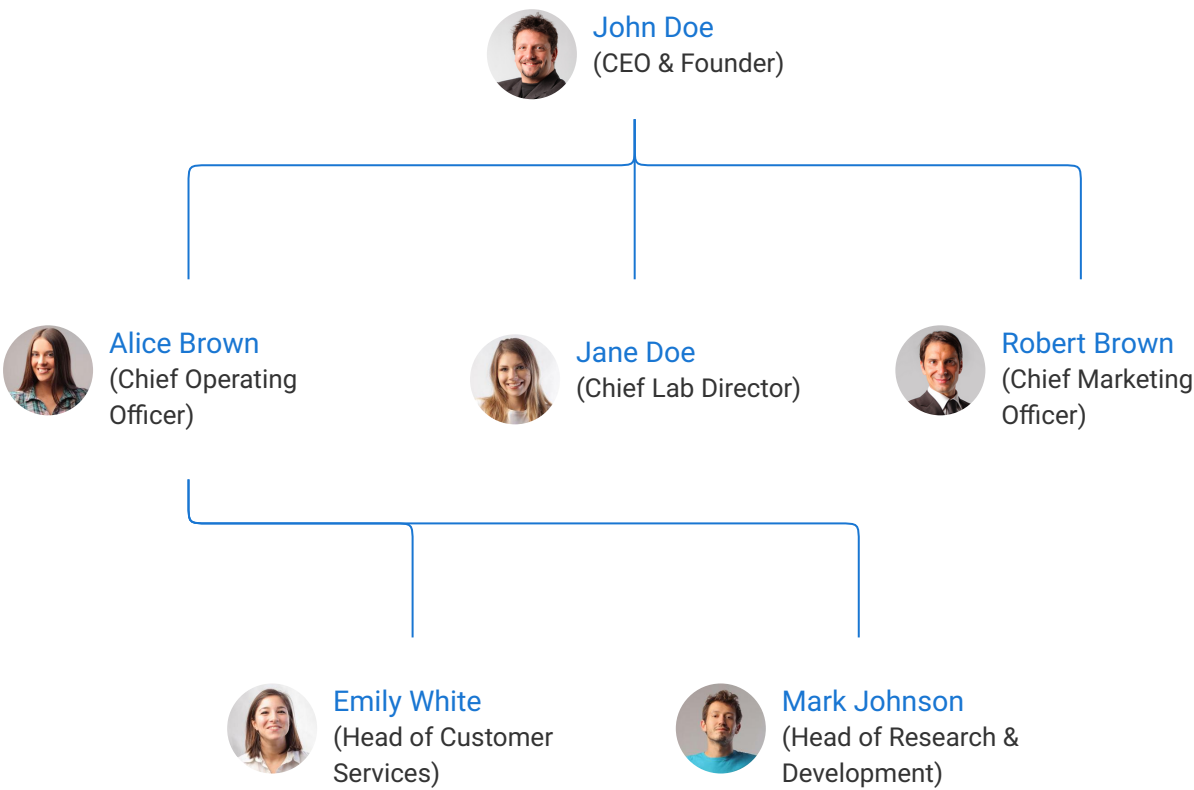 John Doe
(CEO & Founder)
Alice Brown
(Chief Operating
Officer)
Jane Doe
(Chief Lab Director)
Robert Brown
(Chief Marketing
Officer)
Emily White
(Head of Customer
Services)
Mark Johnson
(Head of Research &
Development)